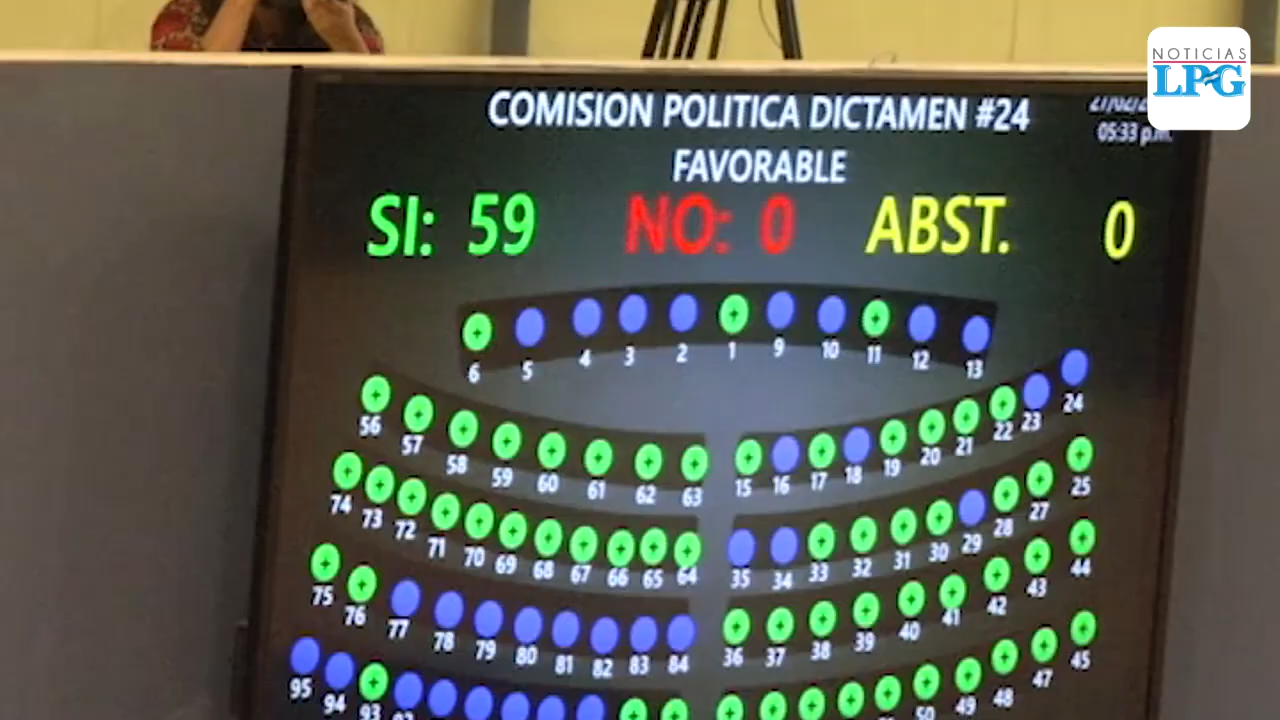 NOTICIAS
LPG
COMISION POLITICA DICTAMEN #24
05:33 p.m.
FAVORABLE
SI: 59 NO: 0 ABST. 0
6 5 4 3 2 1 9 10 11 12 13
56 57 58 59 60 61 62 63 15 16 17 18 19 20 21 22 23 24
74 73 72 71 70 69 68 67 66 65 64 35 34 33 32 31 30 29 28 27 25
75 76 77 78 79 80 81 82 83 84 36 37 38 39 40 41 42 43 44
95 94 93 50 49 48 47 45